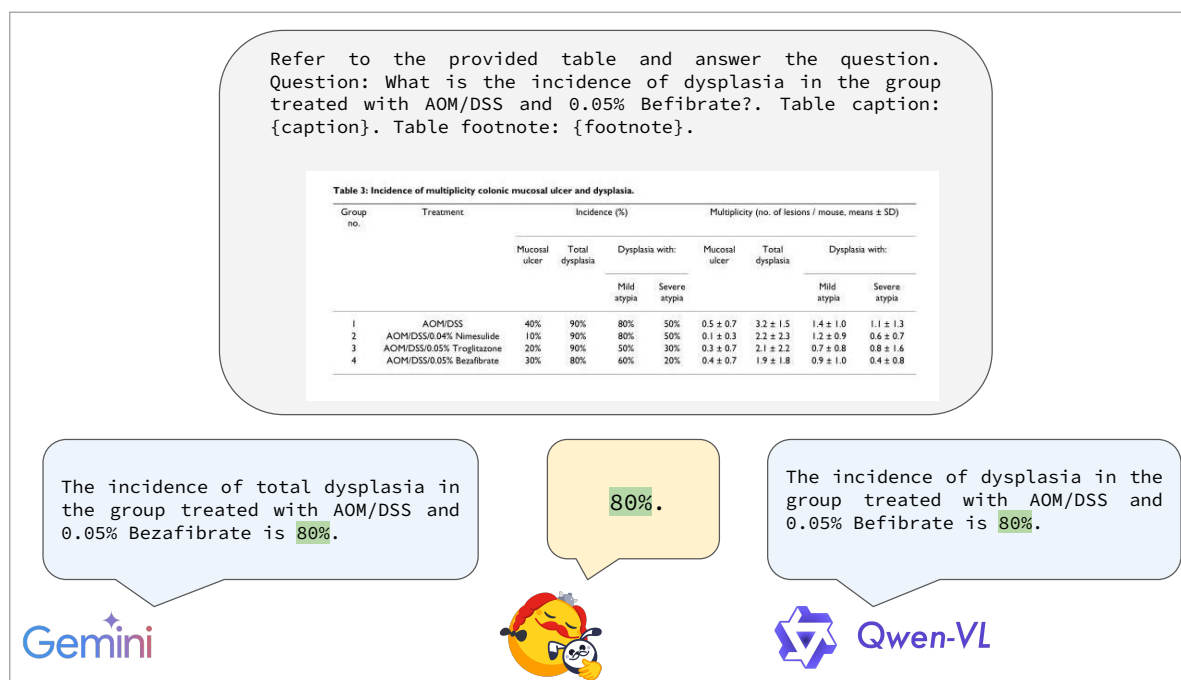 Refer to the provided table and answer the question.
Question: What is the incidence of dysplasia in the group
treated with AOM/DSS and 0.05% Befibrate?. Table caption:
{caption}. Table footnote: {footnote}.
Table 3: Incidence of multiplicity colonic mucosal ulcer and dysplasia.
Group no. Treatment Incidence (%) Multiplicity (no. of lesions / mouse, means ± SD)
Mucosal ulcer Total dysplasia Dysplasia with: Mucosal ulcer Total dysplasia Dysplasia with:
Mild atypia Severe atypia Mild atypia Severe atypia
1 AOM/DSS 40% 90% 80% 50% 0.5 ± 0.7 3.2 ± 1.5 1.4 ± 1.0 1.1 ± 1.3
2 AOM/DSS/0.04% Nimesulide 10% 90% 80% 50% 0.1 ± 0.3 2.2 ± 2.3 1.2 ± 0.9 0.6 ± 0.7
3 AOM/DSS/0.05% Troglitazone 20% 90% 50% 30% 0.3 ± 0.7 2.1 ± 2.2 0.7 ± 0.8 0.8 ± 1.6
4 AOM/DSS/0.05% Bezafibrate 30% 80% 60% 20% 0.4 ± 0.7 1.9 ± 1.8 0.9 ± 1.0 0.4 ± 0.8
The incidence of total dysplasia in
the group treated with AOM/DSS and
0.05% Bezafibrate is 80%.
80%.
The incidence of dysplasia in the
group treated with AOM/DSS and
0.05% Befibrate is 80%.
Gemini
Qwen-VL